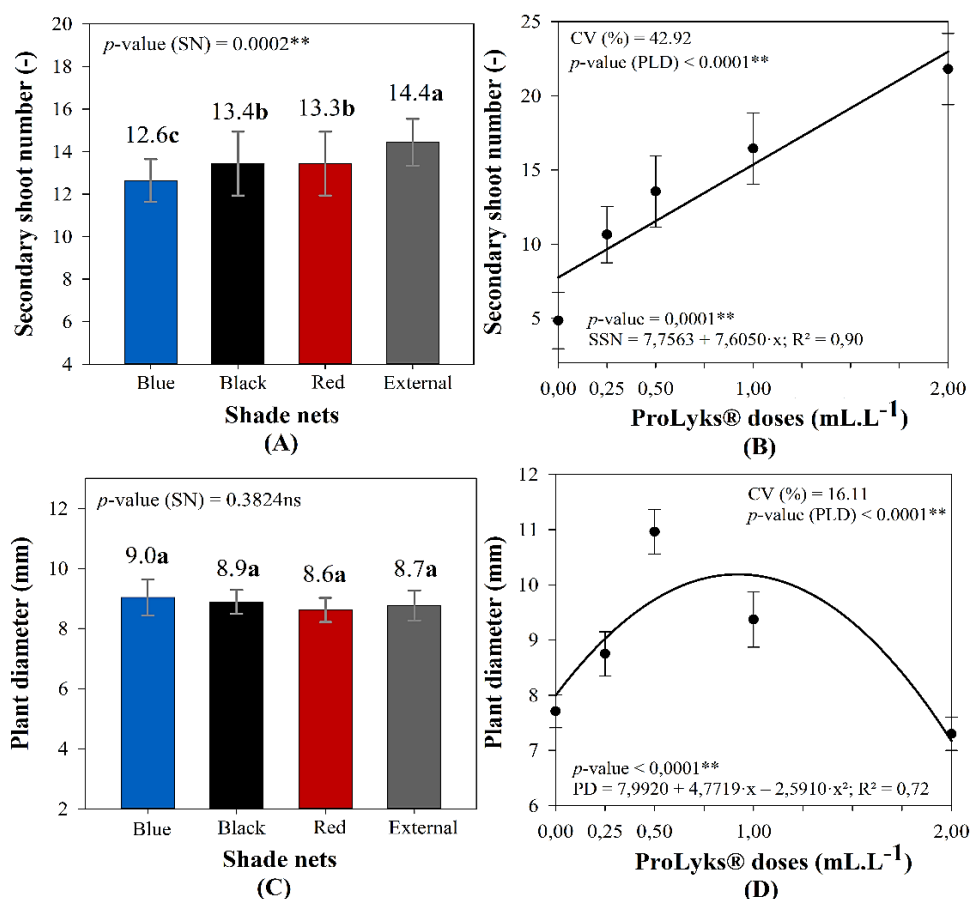 20
18
16
14
12
10
8
6
4
Secondary shoot number (-)
p-value (SN) = 0.0002**
12.6c
13.4b
13.3b
14.4a
Blue
Black
Red
External
Shade nets
(A)
25
20
15
10
5
Secondary shoot number (-)
CV (%) = 42.92
p-value (PLD) < 0.0001**
p-value = 0,0001**
SSN = 7,7563 + 7,6050·x; R² = 0,90
0,00
0,25
0,50
1,00
2,00
ProLyks® doses (mL.L⁻¹)
(B)
12
10
8
6
4
2
Plant diameter (mm)
p-value (SN) = 0.3824ns
9.0a
8.9a
8.6a
8.7a
Blue
Black
Red
External
Shade nets
(C)
12
11
10
9
8
7
6
Plant diameter (mm)
CV (%) = 16.11
p-value (PLD) < 0.0001**
p-value < 0,0001**
PD = 7,9920 + 4,7719·x – 2,5910·x²; R² = 0,72
0,00
0,25
0,50
1,00
2,00
ProLyks® doses (mL.L⁻¹)
(D)